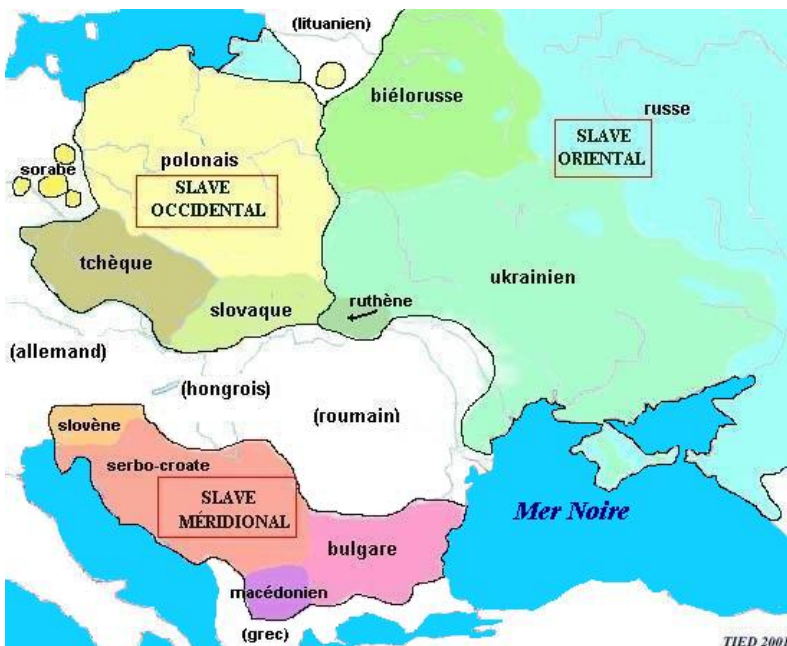 (lituanien)
biélorusse
russe
SLAVE
ORIENTAL
polonais
sorabe
SLAVE
OCCIDENTAL
tchèque
ukrainien
slovaque
ruthène
(allemand)
(hongrois)
(roumain)
slovène
serbo-croate
SLAVE
MÉRIDIONAL
Mer Noire
bulgare
macédonien
(grec)
TIED 2001